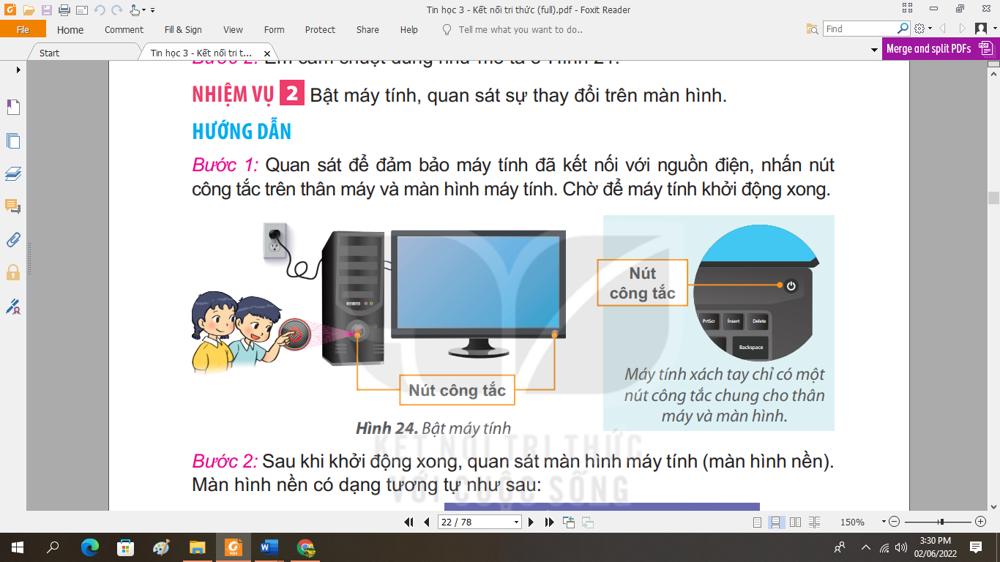 Tin học 3 - Kết nối tri thức (full).pdf - Foxit Reader
File Home Comment Fill & Sign View Form Protect Share Help Tell me what you want to do.. Find
Start Tin học 3 - Kết nối tri t... × Merge and split PDFs
NHIỆM VỤ 2 Bật máy tính, quan sát sự thay đổi trên màn hình.
HƯỚNG DẪN
Bước 1: Quan sát để đảm bảo máy tính đã kết nối với nguồn điện, nhấn nút
công tắc trên thân máy và màn hình máy tính. Chờ để máy tính khởi động xong.
Nút công tắc
Hình 24. Bật máy tính
Nút
công tắc
PrtScr Insert Delete
Backspace
Máy tính xách tay chỉ có một
nút công tắc chung cho thân
máy và màn hình.
KẾT NỐI TRI THỨC
VỚI CUỘC SỐNG
Bước 2: Sau khi khởi động xong, quan sát màn hình máy tính (màn hình nền).
Màn hình nền có dạng tương tự như sau:
22 / 78
150%
3:30 PM
02/06/2022